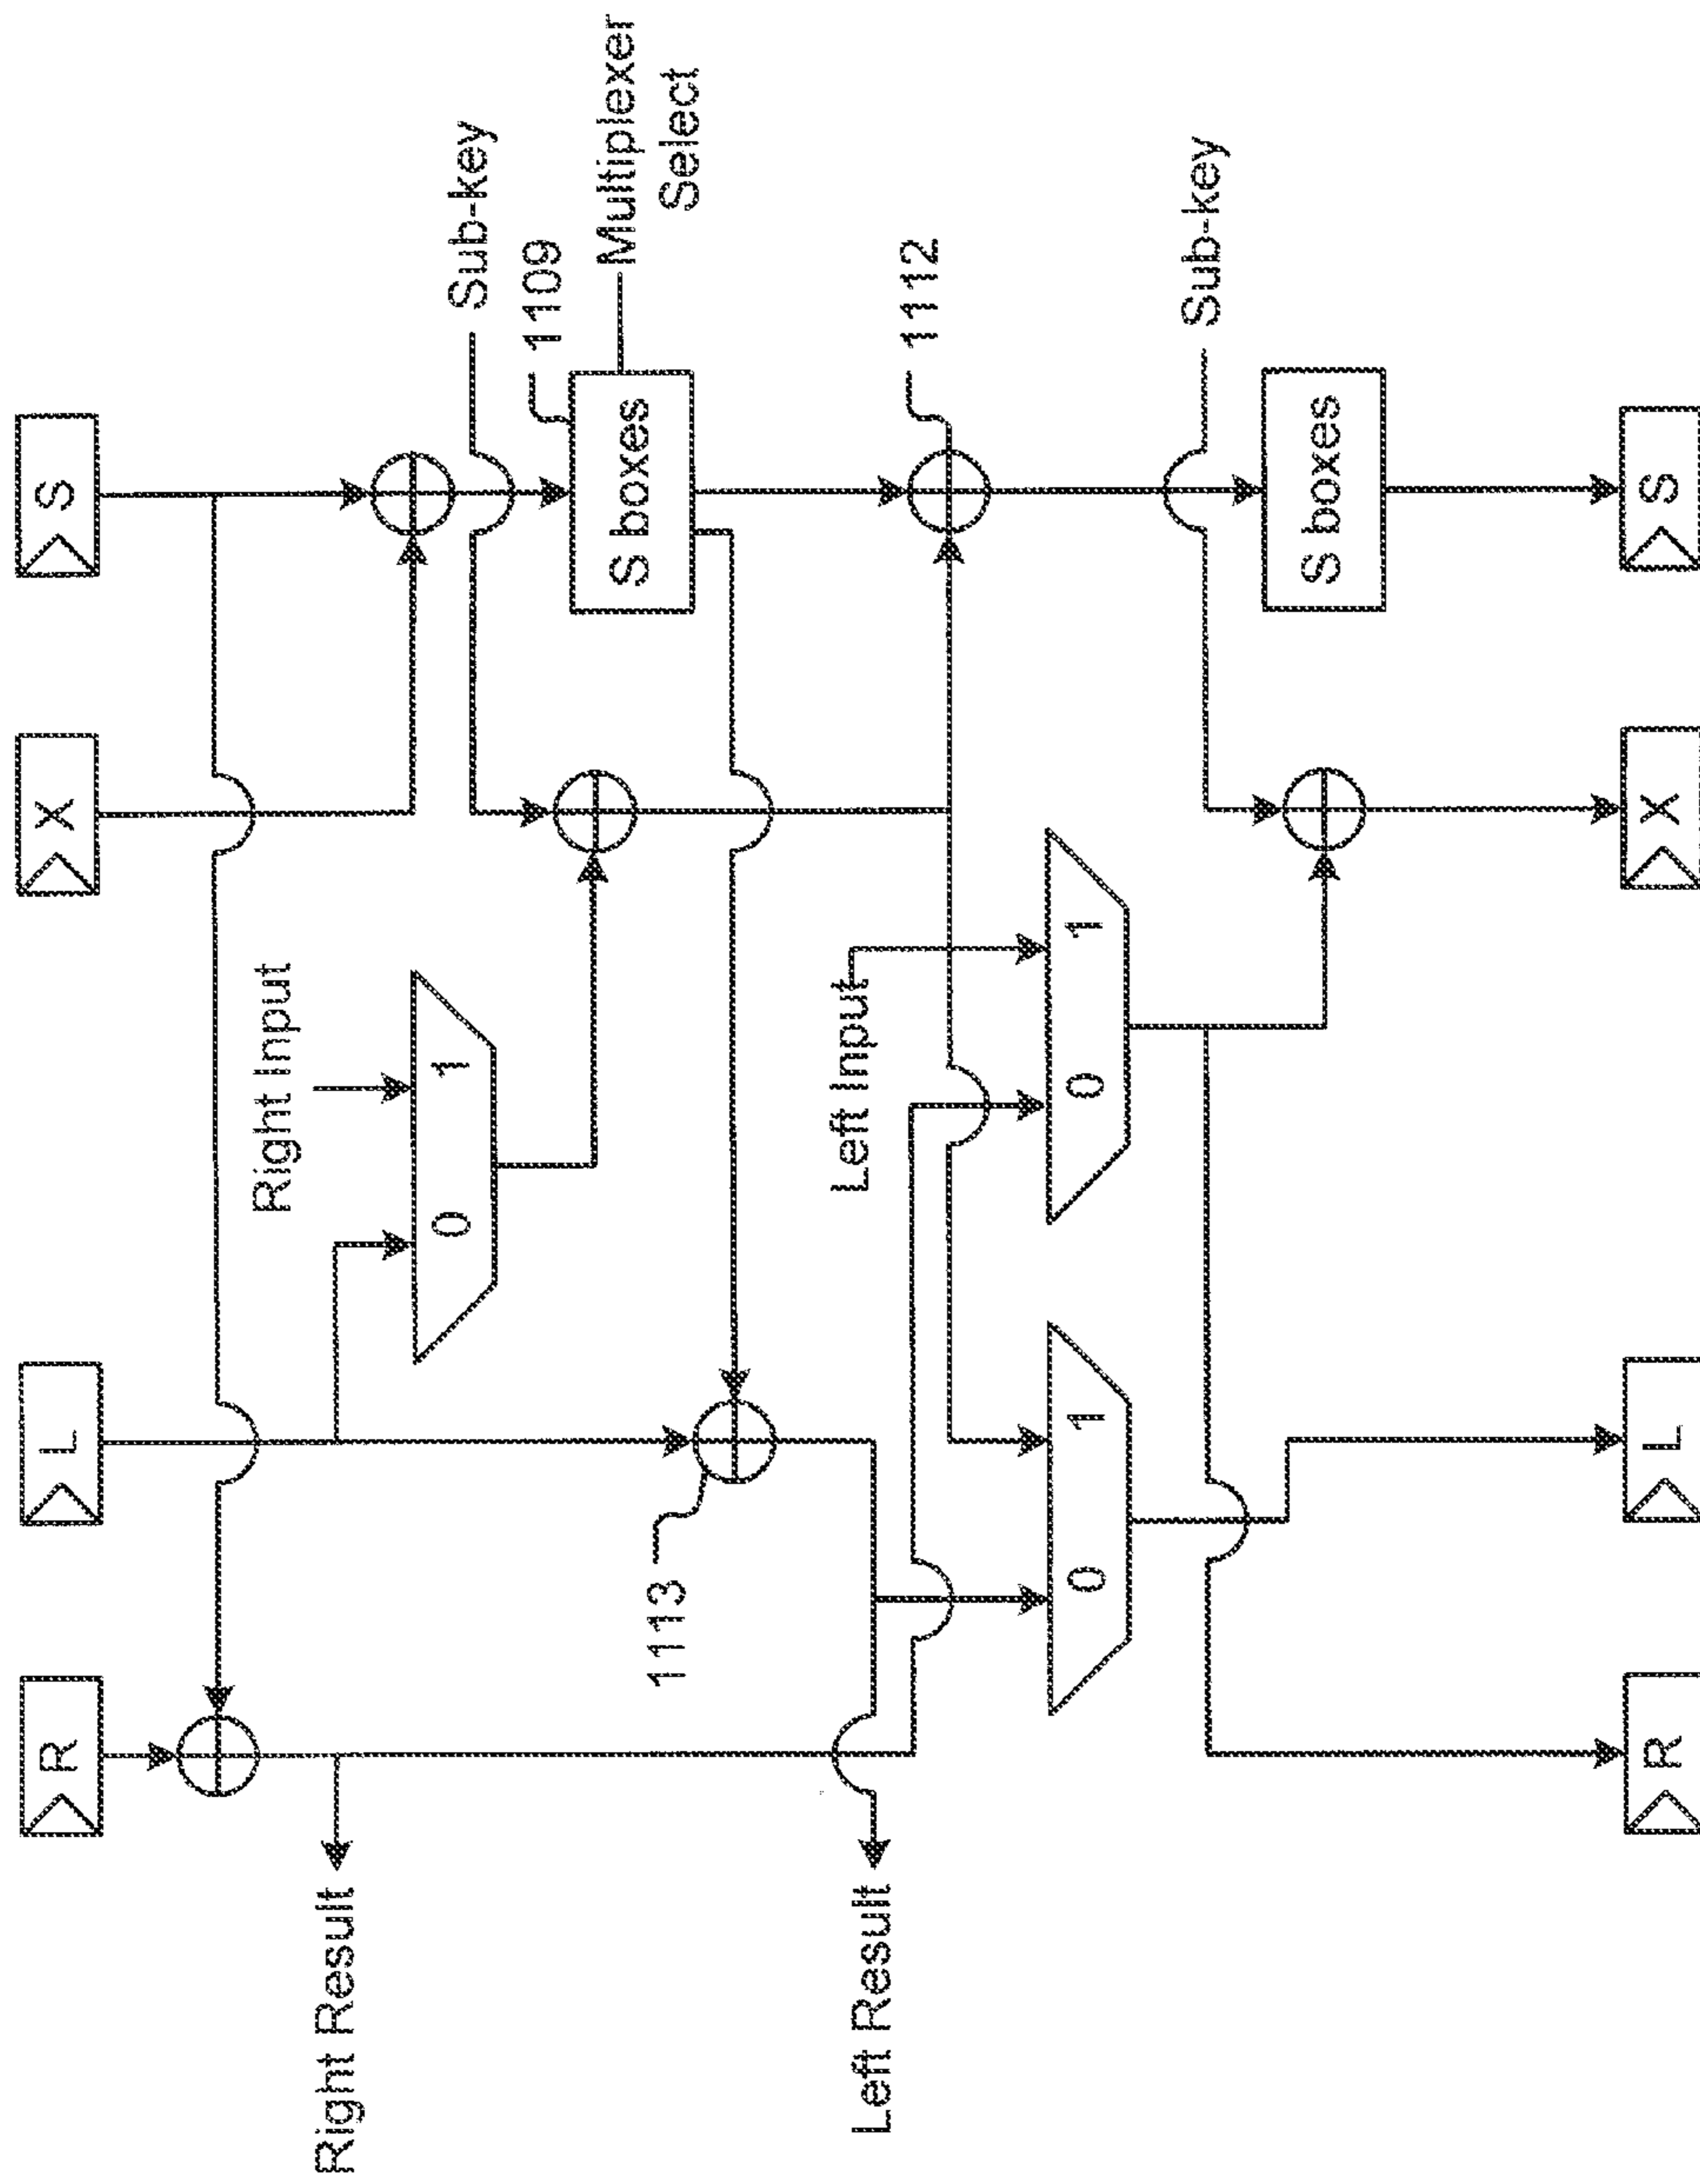 R
L
X
S
Sub-key
1109
Multiplexer
Select
S boxes
Right Input
0
1
Right Result
1113
1112
Left Input
Left Result
0
1
0
1
Sub-key
S boxes
R
L
X
S